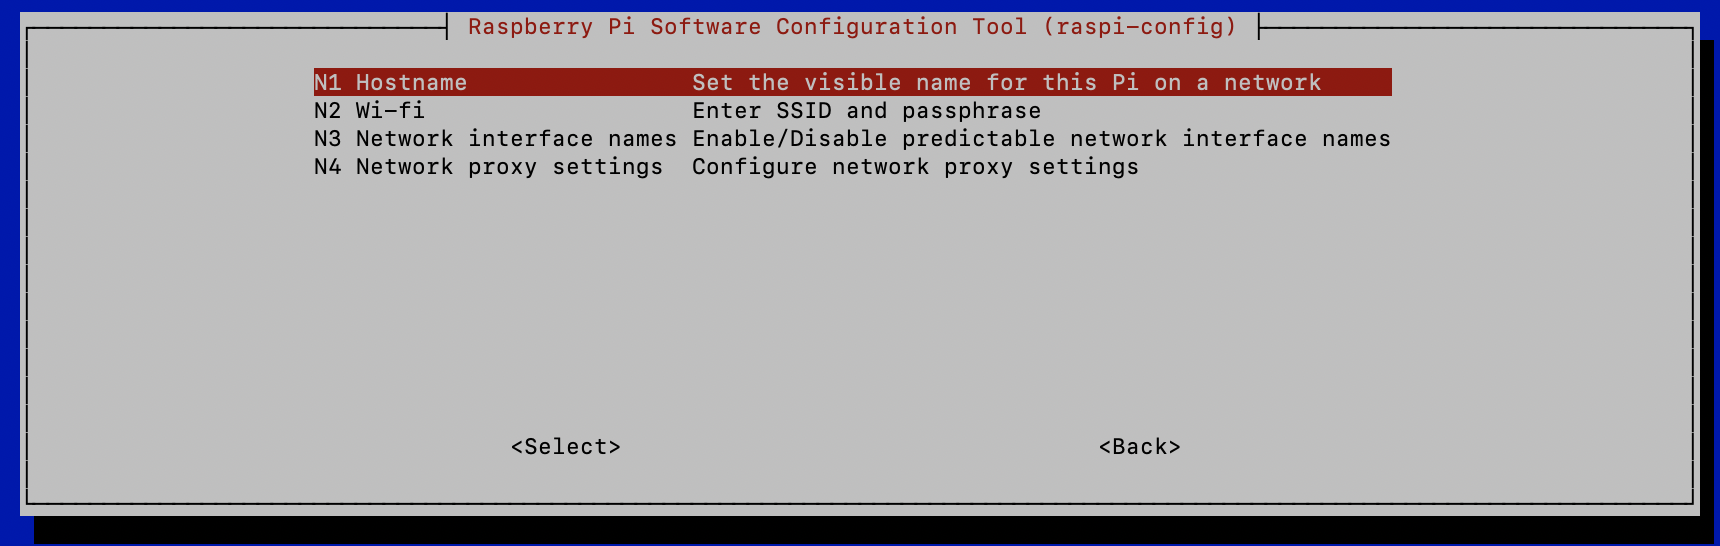 Raspberry Pi Software Configuration Tool (raspi-config)
N1 Hostname Set the visible name for this Pi on a network
N2 Wi-fi Enter SSID and passphrase
N3 Network interface names Enable/Disable predictable network interface names
N4 Network proxy settings Configure network proxy settings
<Select> <Back>